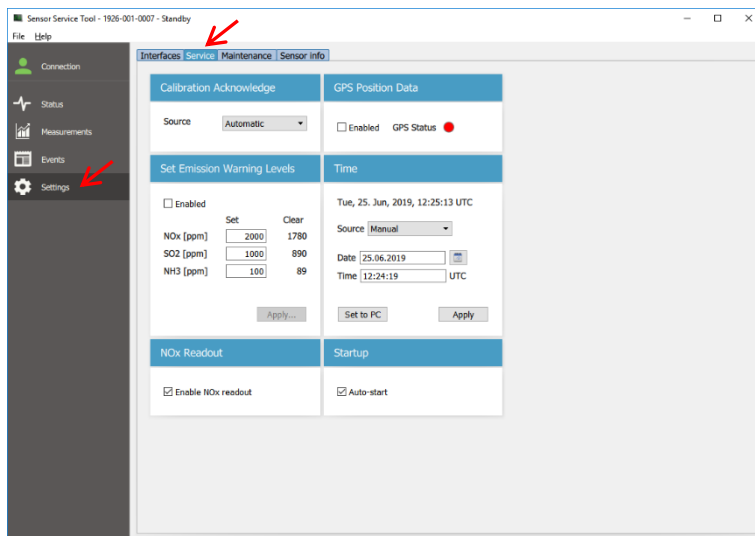 Sensor Service Tool - 1926-001-0007 - Standby
File Help
Connection
Status
Measurements
Events
Settings
Interfaces Service Maintenance Sensor info
Calibration Acknowledge
Source Automatic
GPS Position Data
Enabled GPS Status
Set Emission Warning Levels
Enabled
Set Clear
NOx [ppm] 2000 1780
SO2 [ppm] 1000 890
NH3 [ppm] 100 89
Apply...
Time
Tue, 25. Jun, 2019, 12:25:13 UTC
Source Manual
Date 25.06.2019
Time 12:24:19 UTC
Set to PC Apply
NOx Readout
Enable NOx readout
Startup
Auto-start